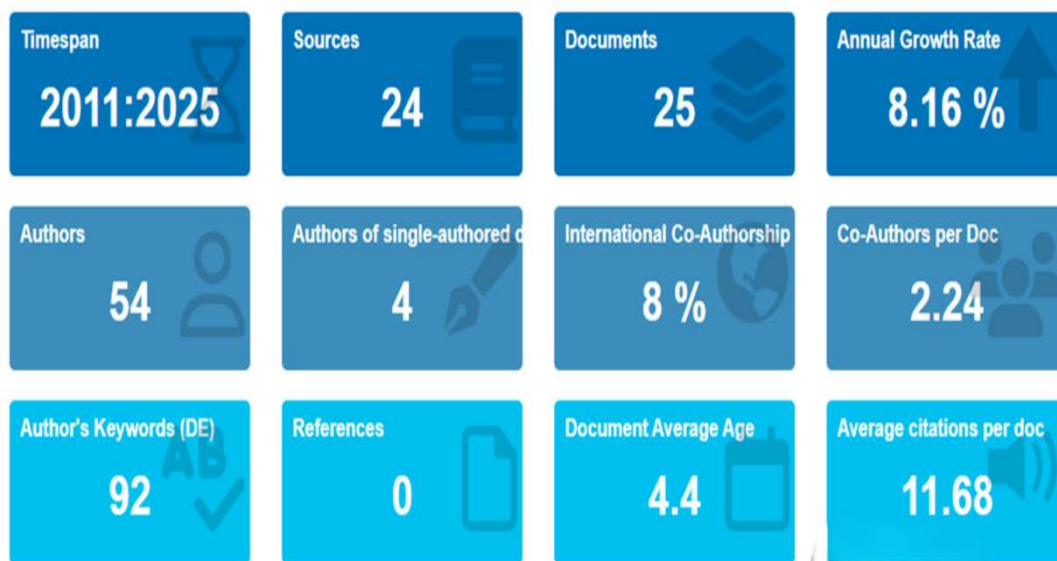 Timespan
2011:2025
Sources
24
Documents
25
Annual Growth Rate
8.16 %
Authors
54
Authors of single-authored d
4
International Co-Authorship
8 %
Co-Authors per Doc
2.24
Author's Keywords (DE)
AB
92
References
0
Document Average Age
4.4
Average citations per doc
11.68